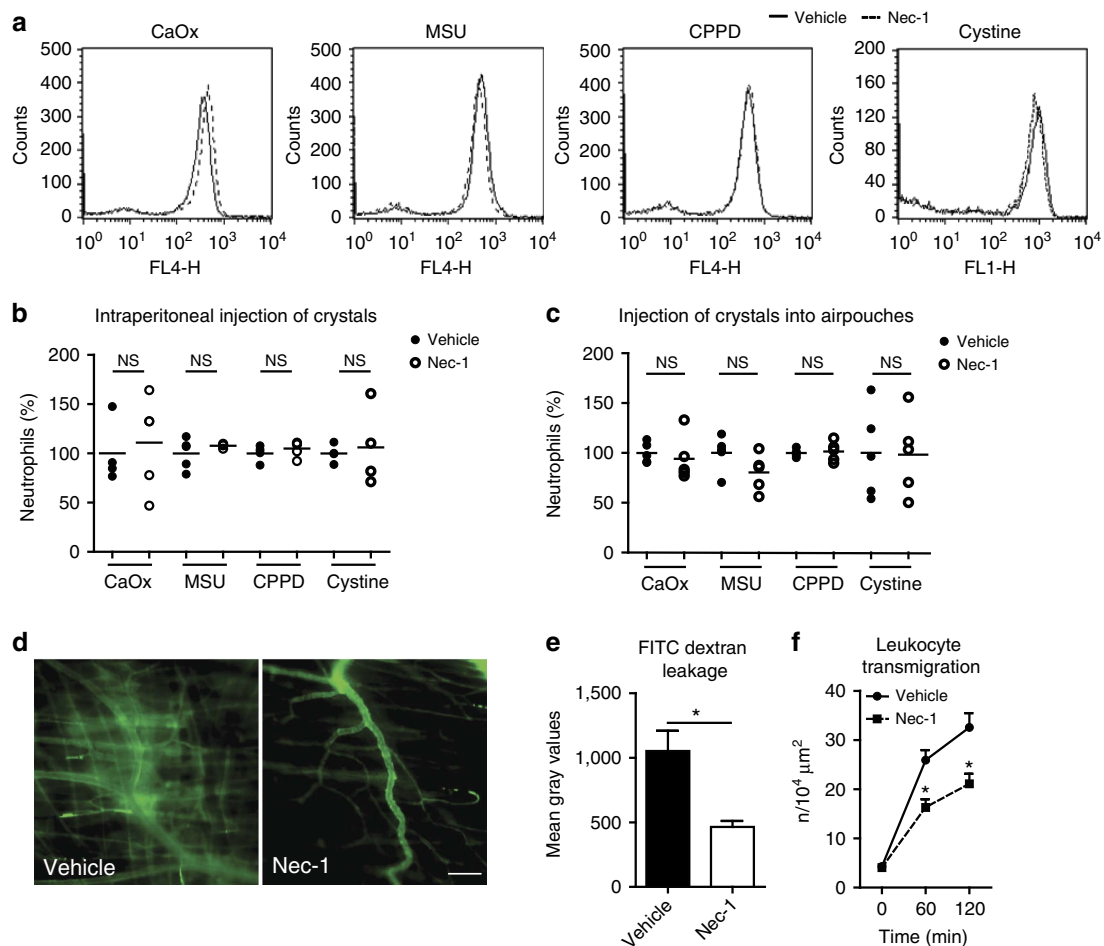 a
Vehicle Nec-1
CaOx
500
400
300
200
100
0
Counts
10⁰ 10¹ 10² 10³ 10⁴
FL4-H
MSU
500
400
300
200
100
0
Counts
10⁰ 10¹ 10² 10³ 10⁴
FL4-H
CPPD
500
400
300
200
100
0
Counts
10⁰ 10¹ 10² 10³ 10⁴
FL4-H
Cystine
200
160
120
80
40
0
Counts
10⁰ 10¹ 10² 10³ 10⁴
FL1-H
b
Intraperitoneal injection of crystals
Vehicle
Nec-1
200
150
100
50
0
Neutrophils (%)
NS NS NS NS
CaOx MSU CPPD Cystine
c
Injection of crystals into airpouches
Vehicle
Nec-1
200
150
100
50
0
Neutrophils (%)
NS NS NS NS
CaOx MSU CPPD Cystine
d
Vehicle
Nec-1
e
FITC dextran
leakage
1,500
1,000
500
0
Mean gray values
*
Vehicle
Nec-1
f
Leukocyte
transmigration
Vehicle
Nec-1
40
30
20
10
0
n/10⁴ μm²
* *
0 60 120
Time (min)